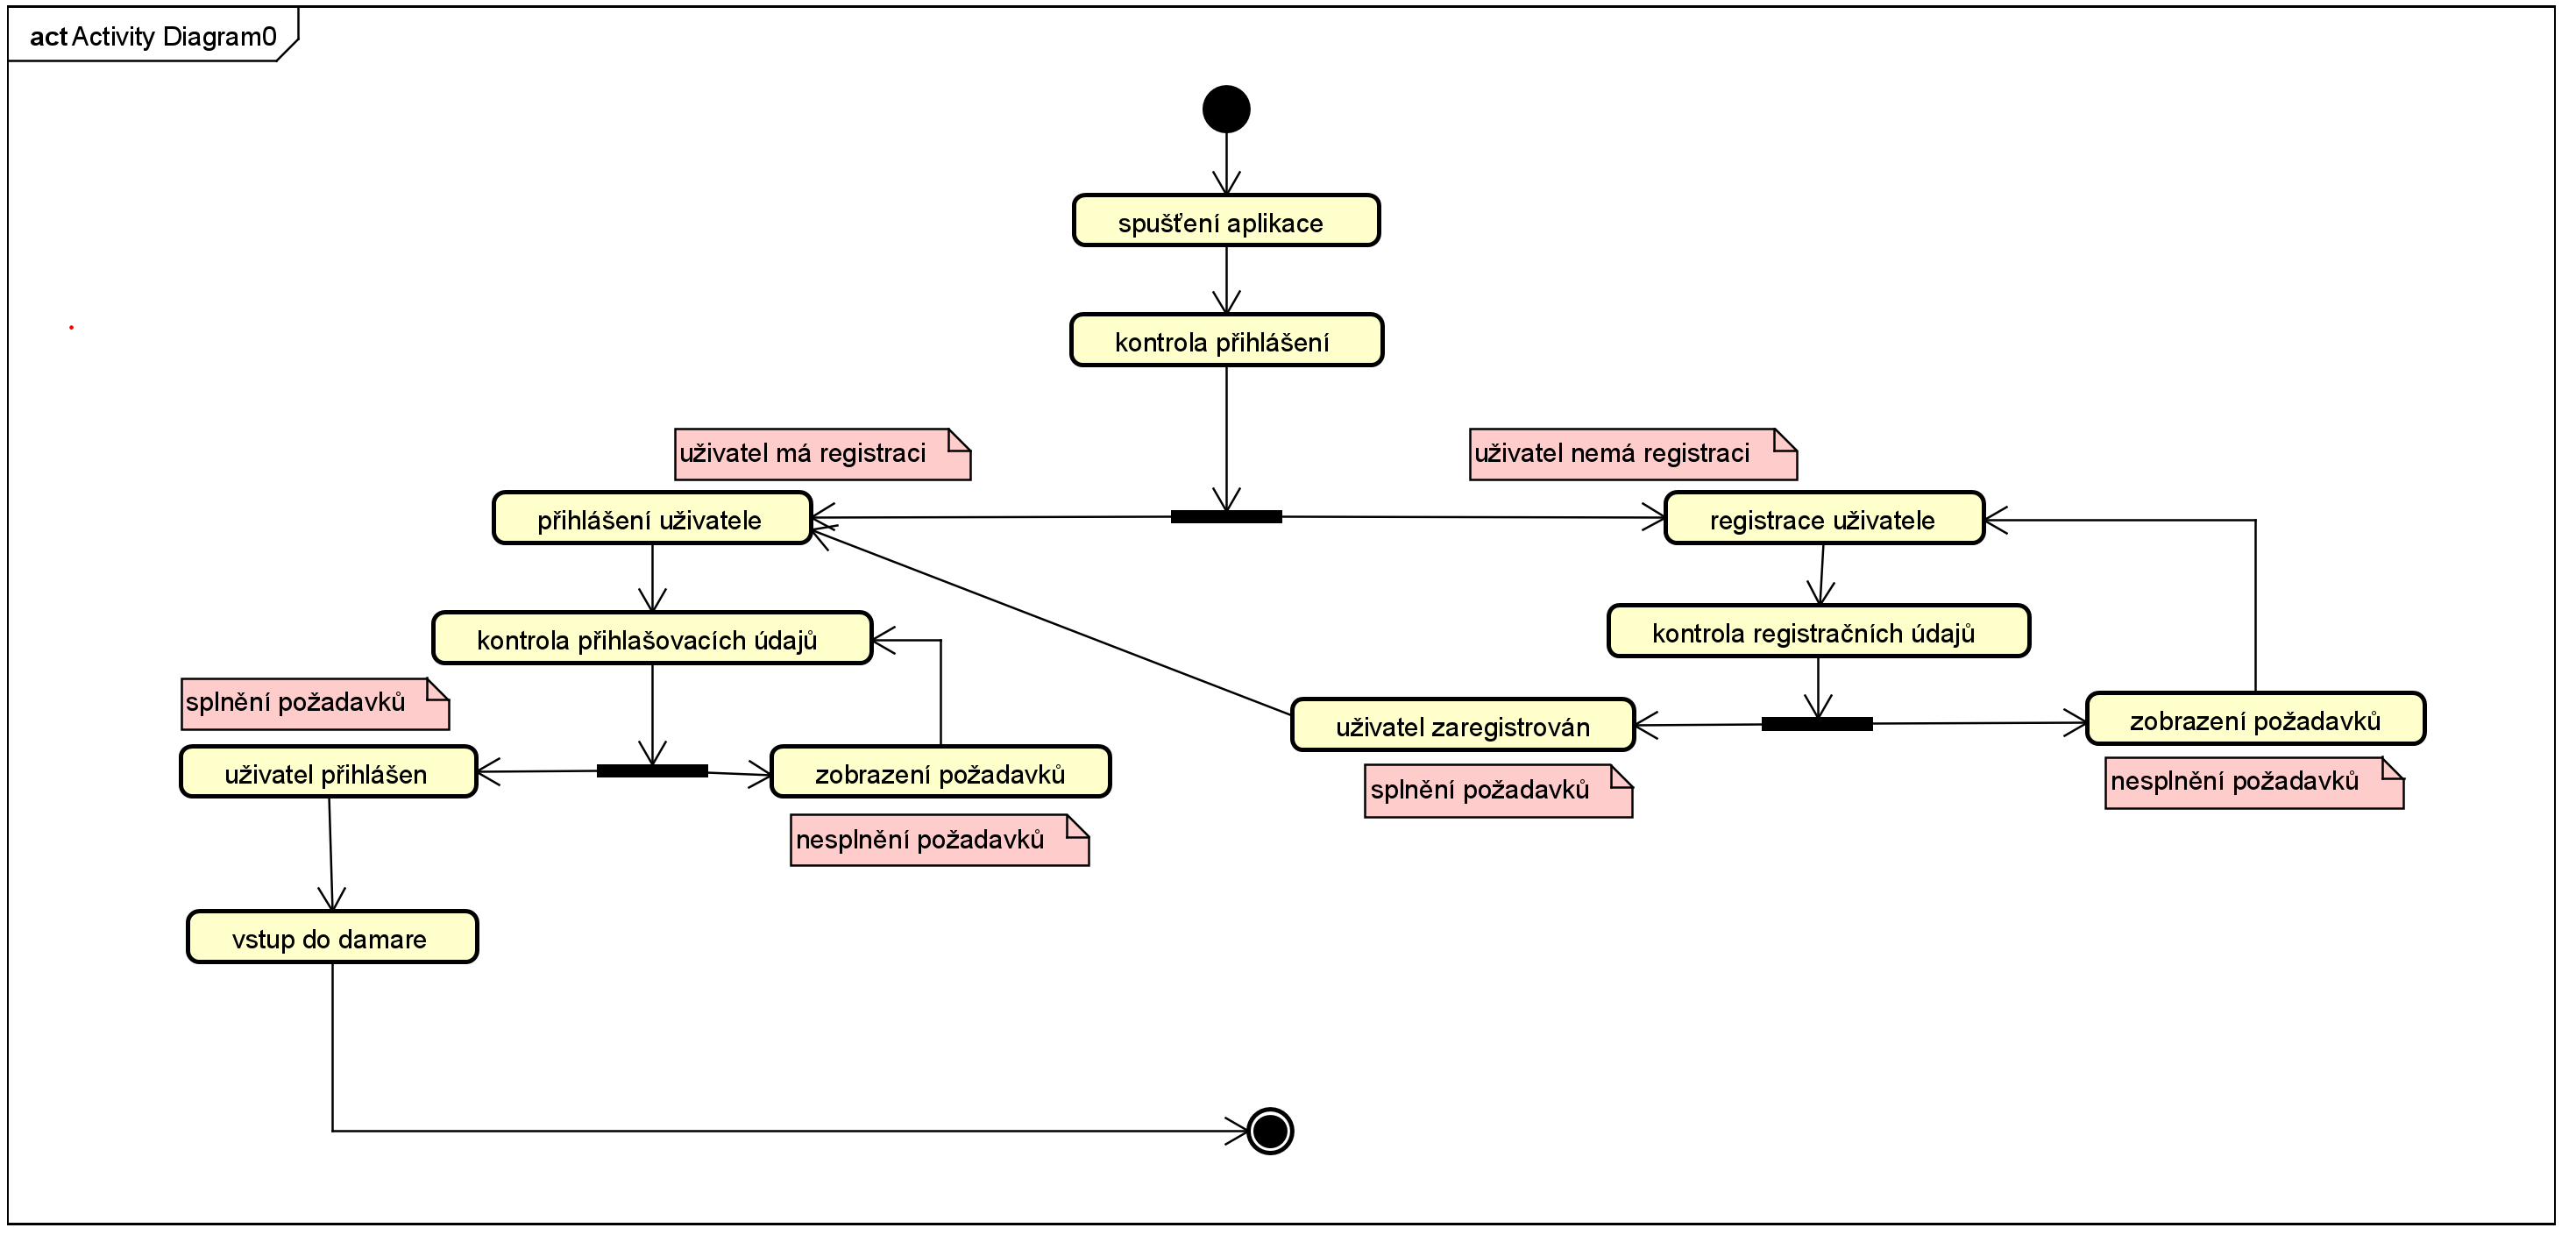 act Activity Diagram0
spušťení aplikace
kontrola přihlášení
uživatel má registraci
uživatel nemá registraci
přihlášení uživatele
registrace uživatele
kontrola přihlašovacích údajů
kontrola registračních údajů
splnění požadavků
uživatel zaregistrován
zobrazení požadavků
uživatel přihlášen
zobrazení požadavků
splnění požadavků
nesplnění požadavků
nesplnění požadavků
vstup do damare